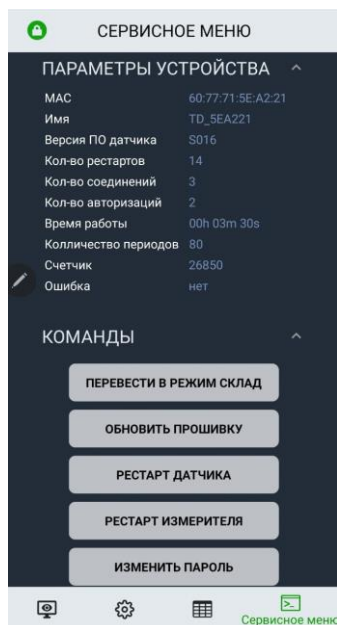 СЕРВИСНОЕ МЕНЮ
ПАРАМЕТРЫ УСТРОЙСТВА
MAC 60:77:71:5E:A2:21
Имя TD_5EA221
Версия ПО датчика S016
Кол-во рестартов 14
Кол-во соединений 3
Кол-во авторизаций 2
Время работы 00h 03m 30s
Колличество периодов 80
Счетчик 26850
Ошибка нет
КОМАНДЫ
ПЕРЕВЕСТИ В РЕЖИМ СКЛАД
ОБНОВИТЬ ПРОШИВКУ
РЕСТАРТ ДАТЧИКА
РЕСТАРТ ИЗМЕРИТЕЛЯ
ИЗМЕНИТЬ ПАРОЛЬ
Сервисное меню